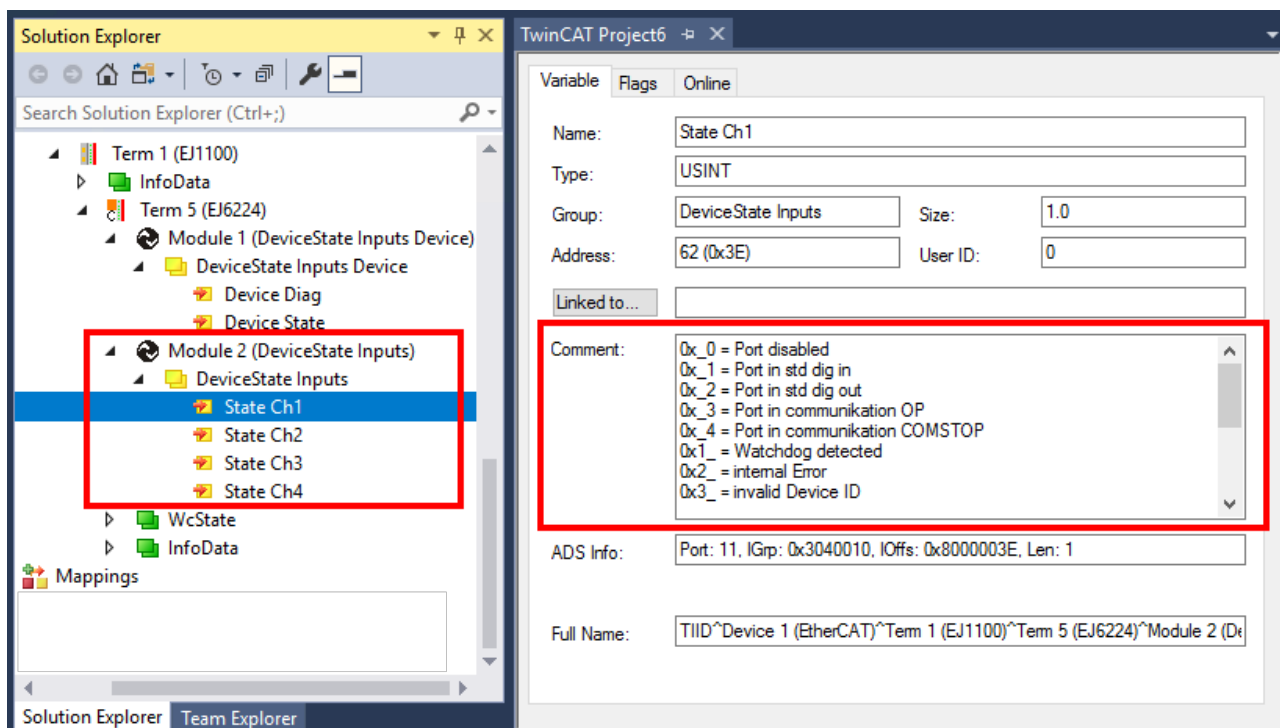 Solution Explorer
Search Solution Explorer (Ctrl+;)
Term 1 (EJ1100)
InfoData
Term 5 (EJ6224)
Module 1 (DeviceState Inputs Device)
DeviceState Inputs Device
Device Diag
Device State
Module 2 (DeviceState Inputs)
DeviceState Inputs
State Ch1
State Ch2
State Ch3
State Ch4
WcState
InfoData
Mappings
Solution Explorer Team Explorer
TwinCAT Project6
Variable Flags Online
Name: State Ch1
Type: USINT
Group: DeviceState Inputs Size: 1.0
Address: 62 (0x3E) User ID: 0
Linked to...
Comment: 0x_0 = Port disabled
0x_1 = Port in std dig in
0x_2 = Port in std dig out
0x_3 = Port in communikation OP
0x_4 = Port in communikation COMSTOP
0x1_ = Watchdog detected
0x2_ = internal Error
0x3_ = invalid Device ID
ADS Info: Port: 11, IGrp: 0x3040010, IOffs: 0x8000003E, Len: 1
Full Name: TIID^Device 1 (EtherCAT)^Term 1 (EJ1100)^Term 5 (EJ6224)^Module 2 (De